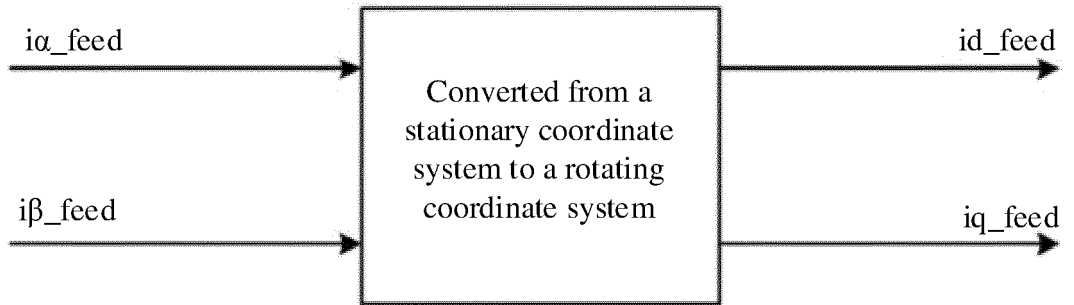 iα_feed
id_feed
Converted from a
stationary coordinate
system to a rotating
coordinate system
iβ_feed
iq_feed